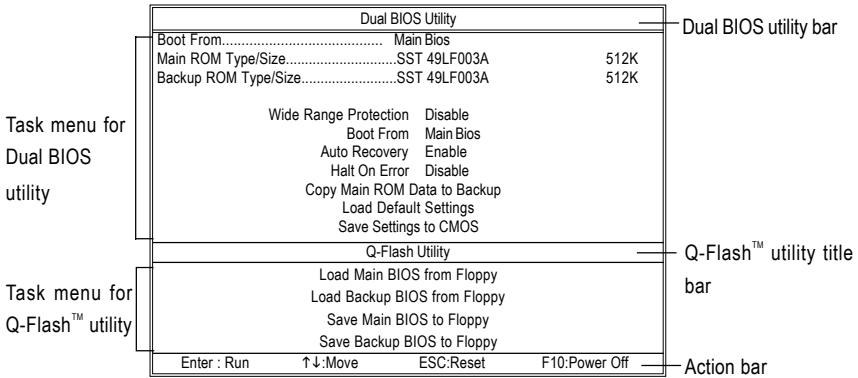 Dual BIOS Utility
Dual BIOS utility bar
Boot From........................................ Main Bios
Main ROM Type/Size............................SST 49LF003A 512K
Backup ROM Type/Size........................SST 49LF003A 512K
Task menu for
Dual BIOS
utility
Wide Range Protection Disable
Boot From Main Bios
Auto Recovery Enable
Halt On Error Disable
Copy Main ROM Data to Backup
Load Default Settings
Save Settings to CMOS
Q-Flash Utility
Q-Flash™ utility title
bar
Task menu for
Q-Flash™ utility
Load Main BIOS from Floppy
Load Backup BIOS from Floppy
Save Main BIOS to Floppy
Save Backup BIOS to Floppy
Enter : Run ↑↓:Move ESC:Reset F10:Power Off
Action bar